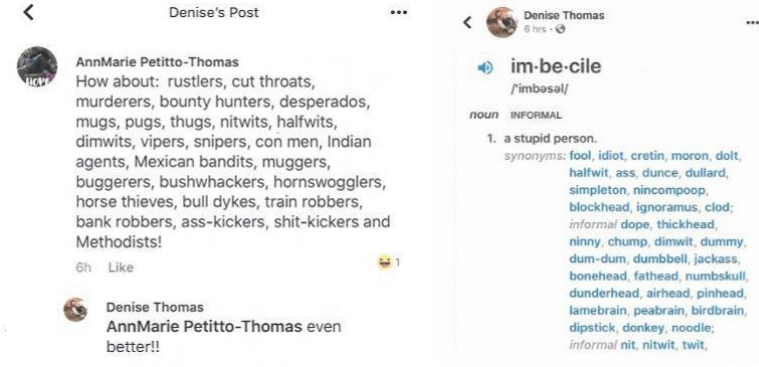 Denise's Post
AnnMarie Petitto-Thomas
How about: rustlers, cut throats,
murderers, bounty hunters, desperados,
mugs, pugs, thugs, nitwits, halfwits,
dimwits, vipers, snipers, con men, Indian
agents, Mexican bandits, muggers,
buggerers, bushwhackers, hornswogglers,
horse thieves, bull dykes, train robbers,
bank robbers, ass-kickers, shit-kickers and
Methodists!
6h Like
1
Denise Thomas
AnnMarie Petitto-Thomas even
better!!
Denise Thomas
6 hrs ·
im·be·cile
/'imbəsəl/
noun INFORMAL
1. a stupid person.
synonyms: fool, idiot, cretin, moron, dolt,
halfwit, ass, dunce, dullard,
simpleton, nincompoop,
blockhead, ignoramus, clod;
informal dope, thickhead,
ninny, chump, dimwit, dummy,
dum-dum, dumbbell, jackass,
bonehead, fathead, numbskull,
dunderhead, airhead, pinhead,
lamebrain, peabrain, birdbrain,
dipstick, donkey, noodle;
informal nit, nitwit, twit,